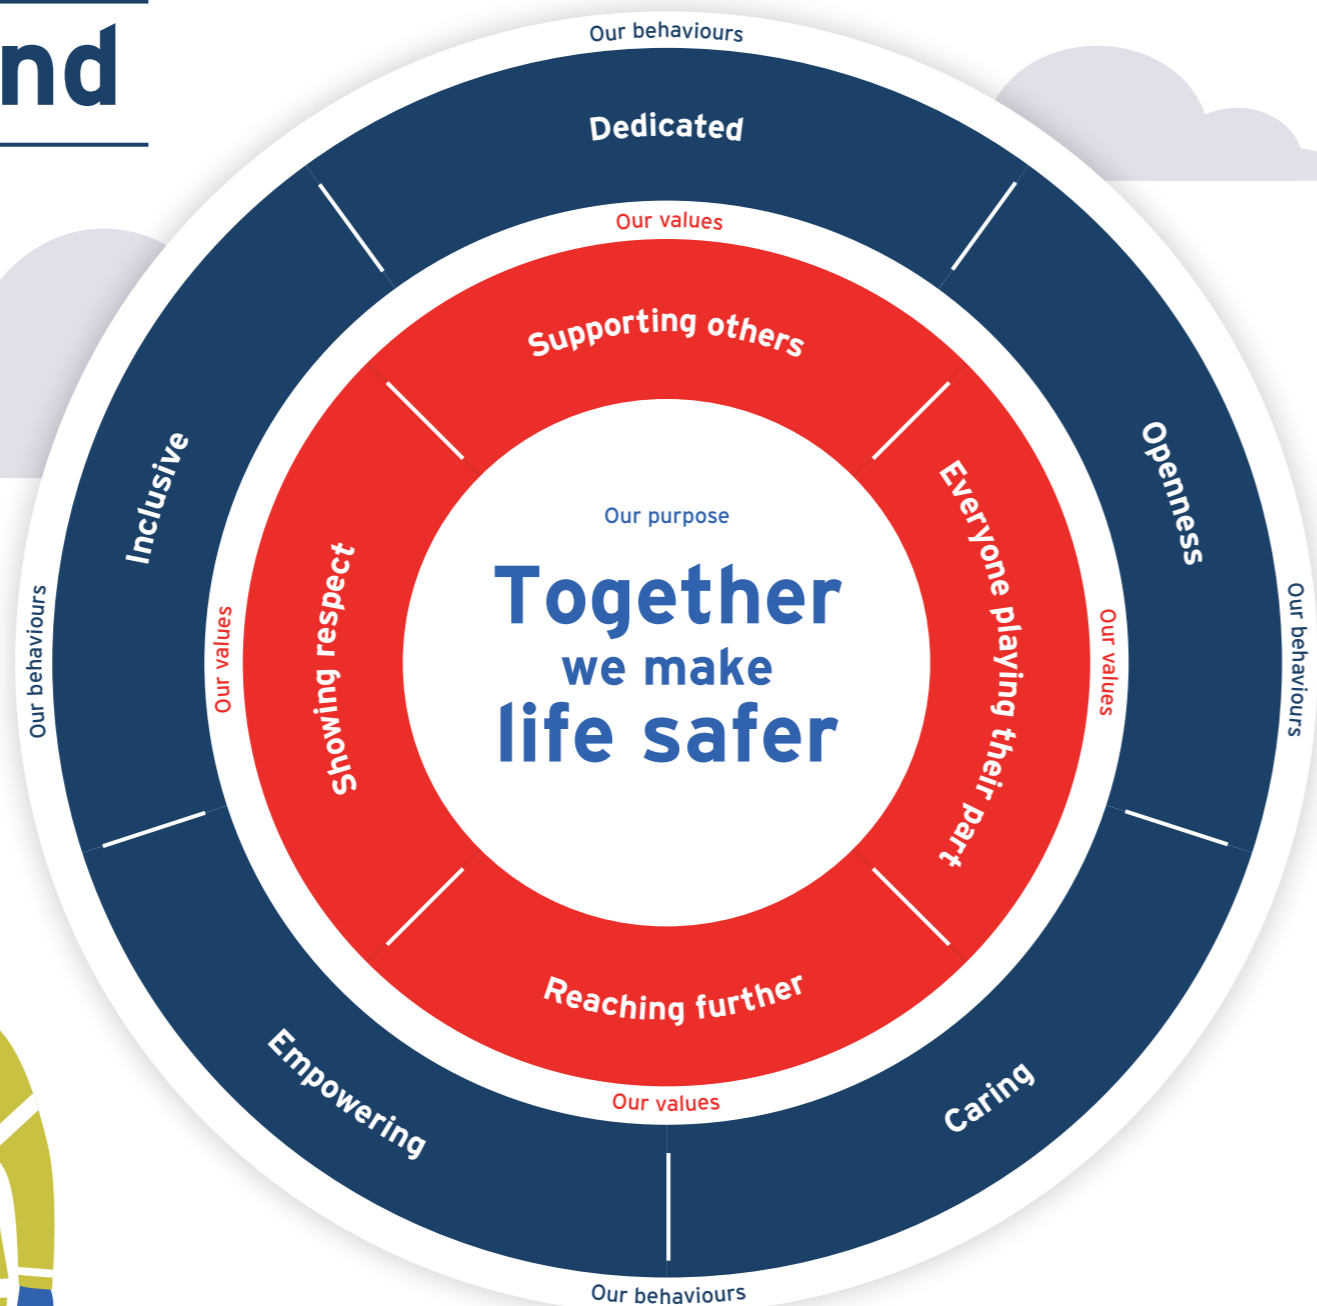 nd
Our behaviours
Dedicated
Our values
Supporting others
Inclusive
Openness
Our purpose
Together
we make
life safer
Showing respect
Everyone playing their part
Our values
Our values
Our behaviours
Our behaviours
Reaching further
Empowering
Caring
Our values
Our behaviours